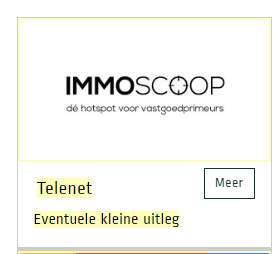 IMMOSCOOP
dé hotspot voor vastgoedprimeurs
Telenet
Meer
Eventuele kleine uitleg